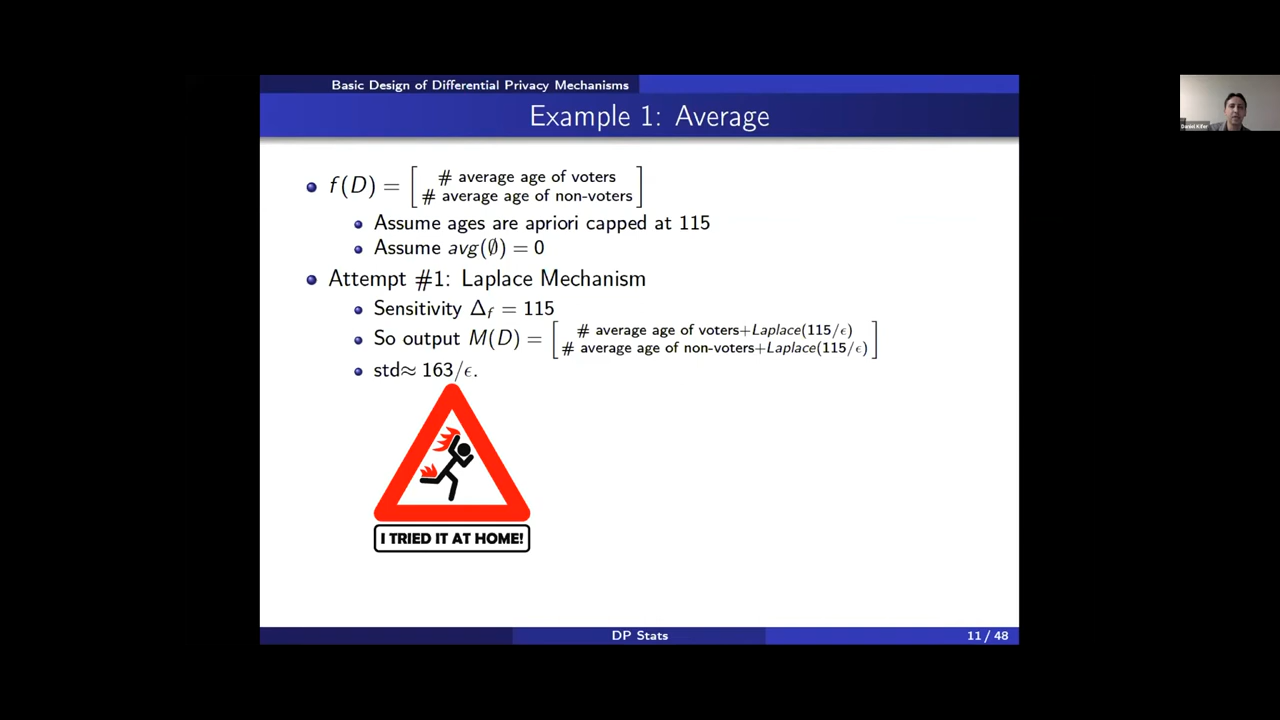 Basic Design of Differential Privacy Mechanisms
Example 1: Average
f(D) = [ # average age of voters
# average age of non-voters ]
Assume ages are apriori capped at 115
Assume avg(∅) = 0
Attempt #1: Laplace Mechanism
Sensitivity Δ_f = 115
So output M(D) = [ # average age of voters+Laplace(115/ϵ)
# average age of non-voters+Laplace(115/ϵ) ]
std≈ 163/ϵ.
I TRIED IT AT HOME!
DP Stats
11 / 48
Daniel Kifer